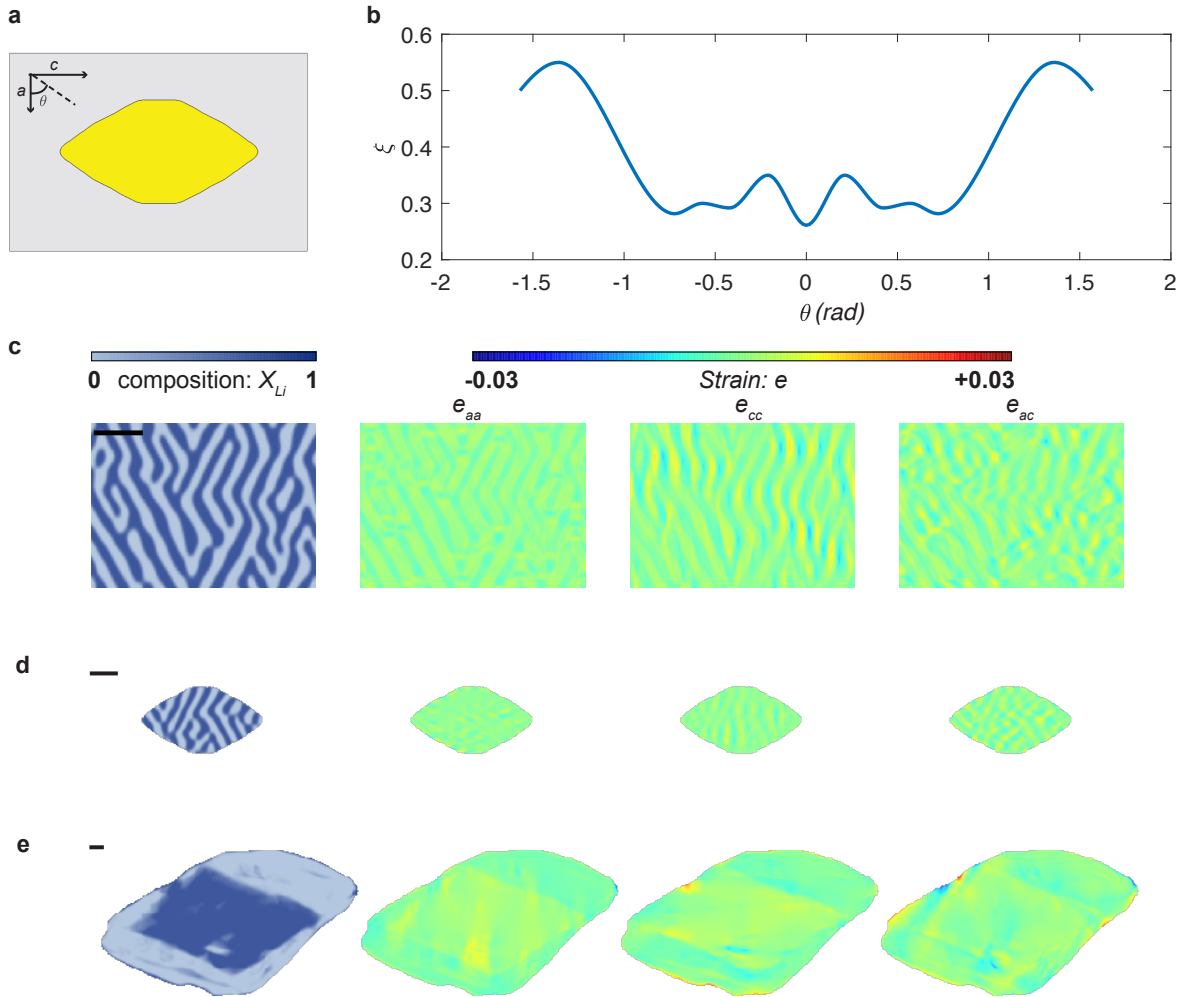 a
c
a
θ
b
0.6
0.5
0.4
0.3
0.2
ξ
-2 -1.5 -1 -0.5 0 0.5 1 1.5 2
θ (rad)
c
0 composition: X_Li 1
-0.03 Strain: e +0.03
e_aa e_cc e_ac
d
e